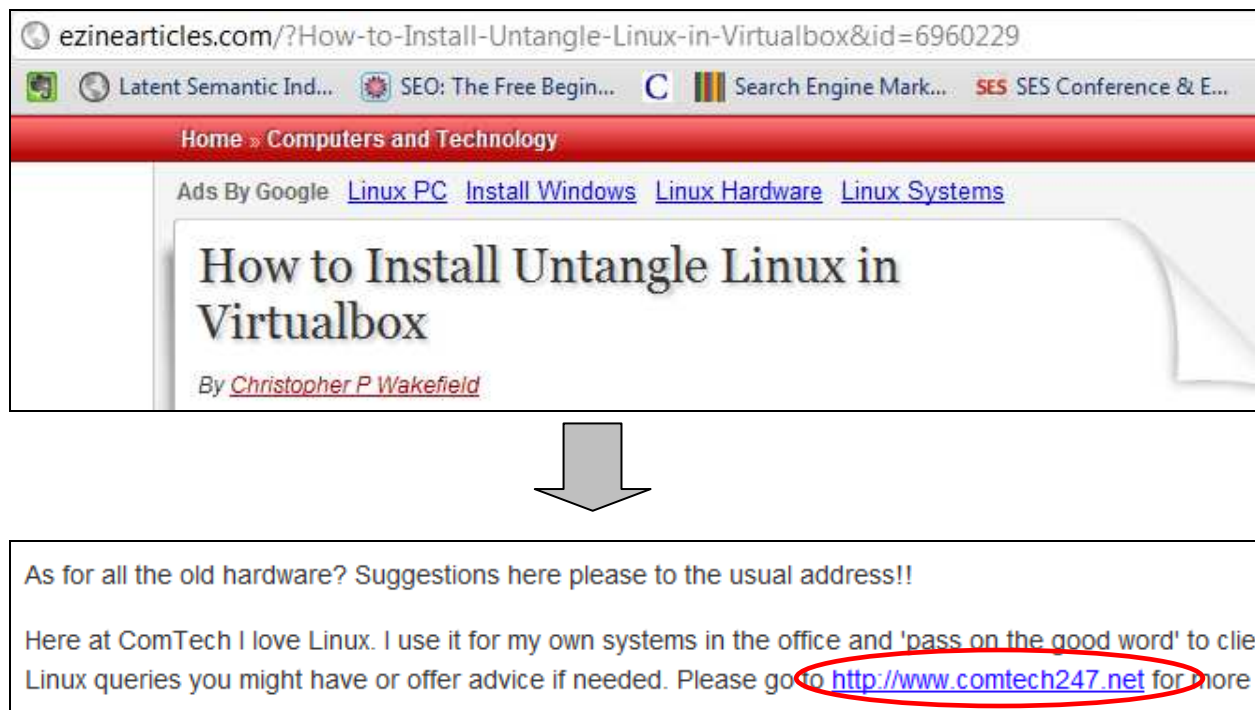 ezinearticles.com/?How-to-Install-Untangle-Linux-in-Virtualbox&id=6960229
Latent Semantic Ind... SEO: The Free Begin... C Search Engine Mark... SES SES Conference & E...
Home » Computers and Technology
Ads By Google Linux PC Install Windows Linux Hardware Linux Systems
How to Install Untangle Linux in
Virtualbox
By Christopher P Wakefield
As for all the old hardware? Suggestions here please to the usual address!!
Here at ComTech I love Linux. I use it for my own systems in the office and 'pass on the good word' to clie
Linux queries you might have or offer advice if needed. Please go to http://www.comtech247.net for more